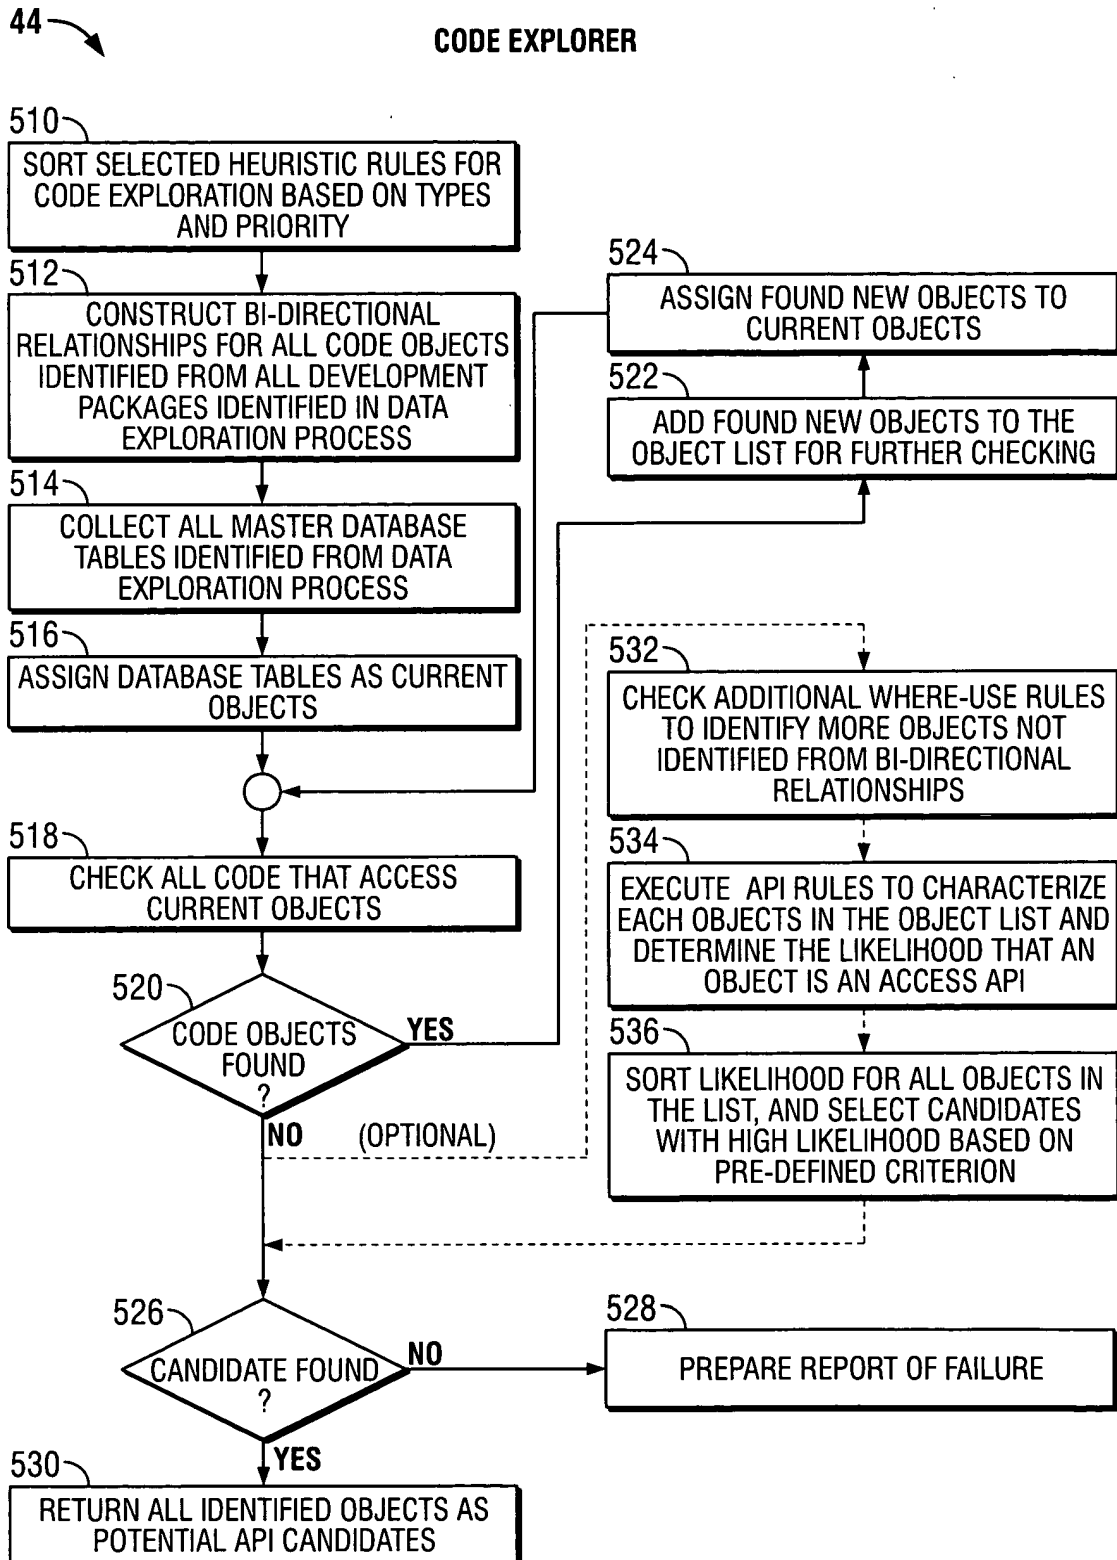 44
CODE EXPLORER
510
SORT SELECTED HEURISTIC RULES FOR
CODE EXPLORATION BASED ON TYPES
AND PRIORITY
512
CONSTRUCT BI-DIRECTIONAL
RELATIONSHIPS FOR ALL CODE OBJECTS
IDENTIFIED FROM ALL DEVELOPMENT
PACKAGES IDENTIFIED IN DATA
EXPLORATION PROCESS
514
COLLECT ALL MASTER DATABASE
TABLES IDENTIFIED FROM DATA
EXPLORATION PROCESS
516
ASSIGN DATABASE TABLES AS CURRENT
OBJECTS
518
CHECK ALL CODE THAT ACCESS
CURRENT OBJECTS
520
CODE OBJECTS
FOUND
?
YES
NO
(OPTIONAL)
524
ASSIGN FOUND NEW OBJECTS TO
CURRENT OBJECTS
522
ADD FOUND NEW OBJECTS TO THE
OBJECT LIST FOR FURTHER CHECKING
532
CHECK ADDITIONAL WHERE-USE RULES
TO IDENTIFY MORE OBJECTS NOT
IDENTIFIED FROM BI-DIRECTIONAL
RELATIONSHIPS
534
EXECUTE API RULES TO CHARACTERIZE
EACH OBJECTS IN THE OBJECT LIST AND
DETERMINE THE LIKELIHOOD THAT AN
OBJECT IS AN ACCESS API
536
SORT LIKELIHOOD FOR ALL OBJECTS IN
THE LIST, AND SELECT CANDIDATES
WITH HIGH LIKELIHOOD BASED ON
PRE-DEFINED CRITERION
526
CANDIDATE FOUND
?
NO
YES
528
PREPARE REPORT OF FAILURE
530
RETURN ALL IDENTIFIED OBJECTS AS
POTENTIAL API CANDIDATES